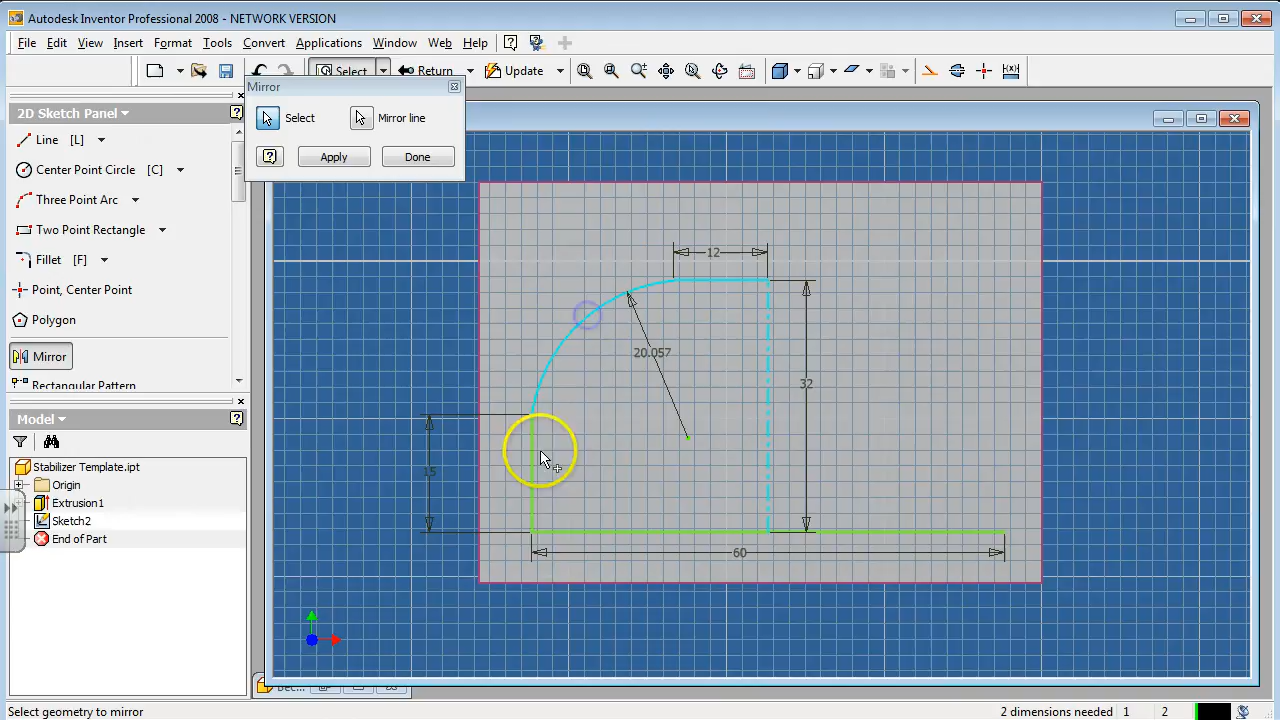 Autodesk Inventor Professional 2008 - NETWORK VERSION
File Edit View Insert Format Tools Convert Applications Window Web Help
Select Return Update
Mirror
Select Mirror line
Apply Done
2D Sketch Panel
Line [L]
Center Point Circle [C]
Three Point Arc
Two Point Rectangle
Fillet [F]
Point, Center Point
Polygon
Mirror
Rectangular Pattern
Model
Stabilizer Template.ipt
Origin
Extrusion1
Sketch2
End of Part
12
20.057
32
15
60
Select geometry to mirror 2 dimensions needed 1 2